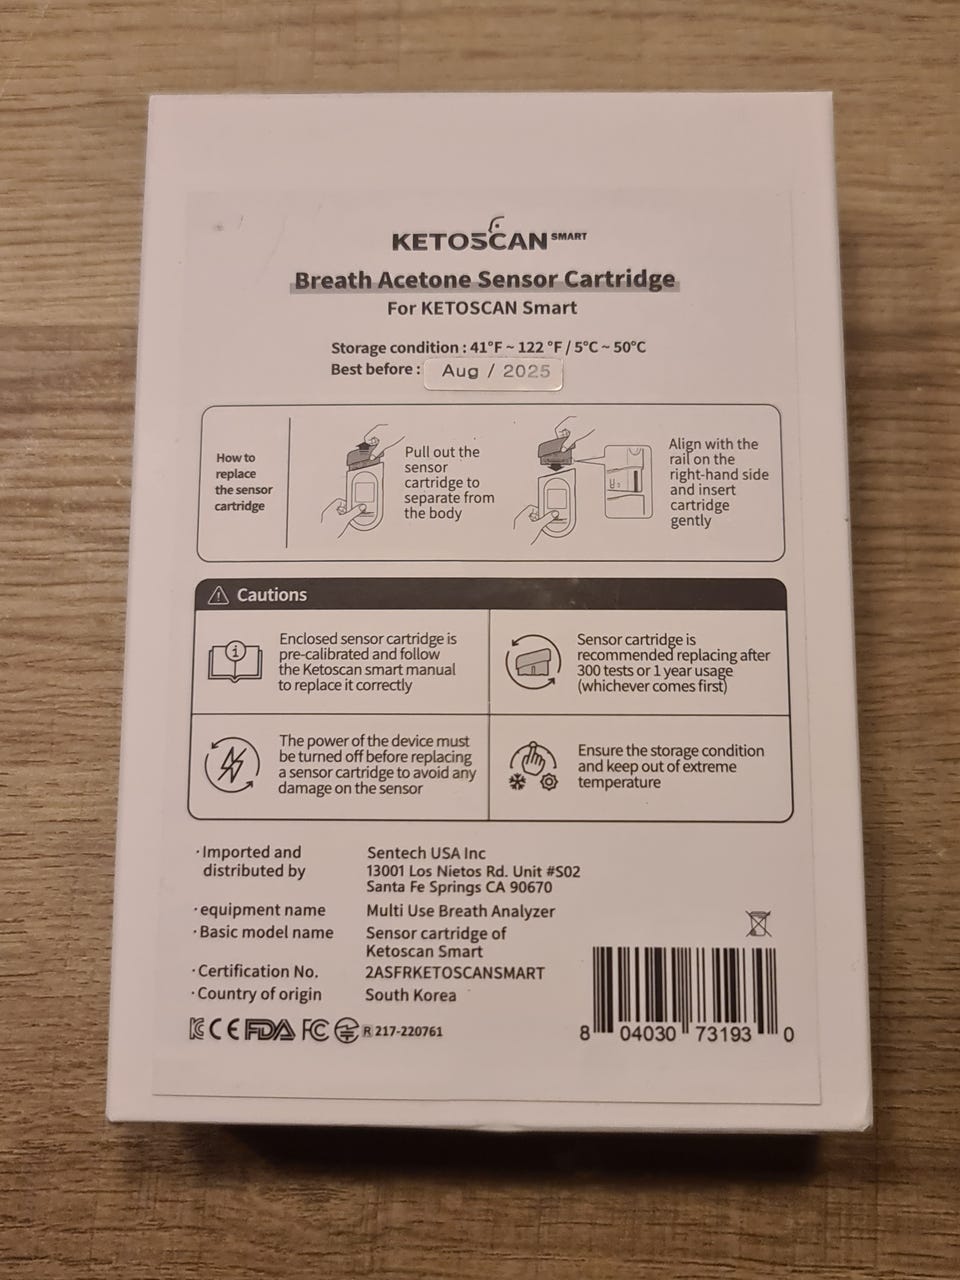 KETOSCAN SMART
Breath Acetone Sensor Cartridge
For KETOSCAN Smart
Storage condition : 41°F ~ 122 °F / 5°C ~ 50°C
Best before : Aug / 2025
How to
replace
the sensor
cartridge
Pull out the
sensor
cartridge to
separate from
the body
Align with the
rail on the
right-hand side
and insert
cartridge
gently
Cautions
Enclosed sensor cartridge is
pre-calibrated and follow
the Ketoscan smart manual
to replace it correctly
Sensor cartridge is
recommended replacing after
300 tests or 1 year usage
(whichever comes first)
The power of the device must
be turned off before replacing
a sensor cartridge to avoid any
damage on the sensor
Ensure the storage condition
and keep out of extreme
temperature
·Imported and
distributed by
Sentech USA Inc
13001 Los Nietos Rd. Unit #S02
Santa Fe Springs CA 90670
·equipment name Multi Use Breath Analyzer
·Basic model name Sensor cartridge of
Ketoscan Smart
·Certification No. 2ASFRKETOSCANSMART
·Country of origin South Korea
KC CE FDA FC R 217-220761
8 04030 73193 0